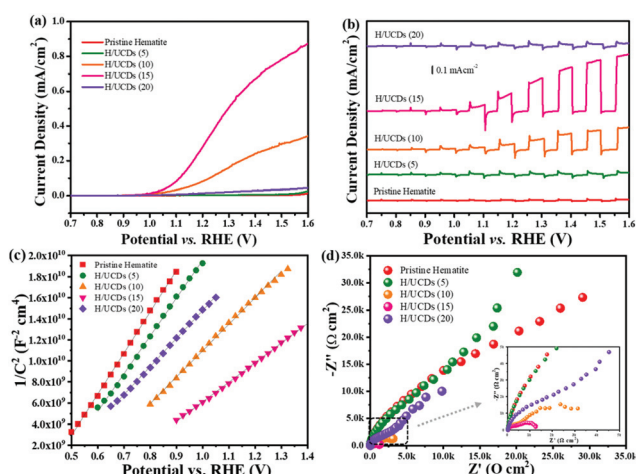 (a)
Pristine Hematite
H/UCDs (5)
H/UCDs (10)
H/UCDs (15)
H/UCDs (20)
Current Density (mA/cm²)
1.0
0.8
0.6
0.4
0.2
0.0
0.7 0.8 0.9 1.0 1.1 1.2 1.3 1.4 1.5 1.6
Potential vs. RHE (V)
(b)
H/UCDs (20)
0.1 mAcm⁻²
H/UCDs (15)
H/UCDs (10)
H/UCDs (5)
Pristine Hematite
Current Density (mA/cm²)
0.7 0.8 0.9 1.0 1.1 1.2 1.3 1.4 1.5 1.6
Potential vs. RHE (V)
(c)
Pristine Hematite
H/UCDs (5)
H/UCDs (10)
H/UCDs (15)
H/UCDs (20)
1/C² (F⁻² cm⁴)
2.0x10¹⁰
1.8x10¹⁰
1.6x10¹⁰
1.4x10¹⁰
1.2x10¹⁰
1.0x10¹⁰
8.0x10⁹
6.0x10⁹
4.0x10⁹
2.0x10⁹
0.5 0.6 0.7 0.8 0.9 1.0 1.1 1.2 1.3 1.4
Potential vs. RHE (V)
(d)
Pristine Hematite
H/UCDs (5)
H/UCDs (10)
H/UCDs (15)
H/UCDs (20)
-Z'' (Ω cm²)
35.0k
30.0k
25.0k
20.0k
15.0k
10.0k
5.0k
0.0
0.0 5.0k 10.0k 15.0k 20.0k 25.0k 30.0k
Z' (Ω cm²)
-Z'' (Ω cm²)
Z' (Ω cm²)